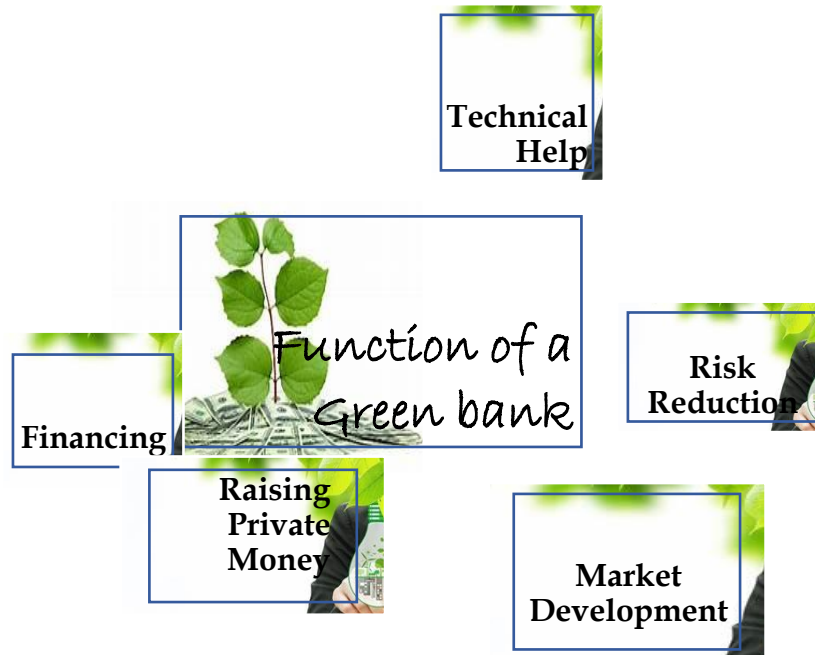 Technical
Help
Function of a
Green bank
Risk
Reduction
Financing
Raising
Private
Money
Market
Development